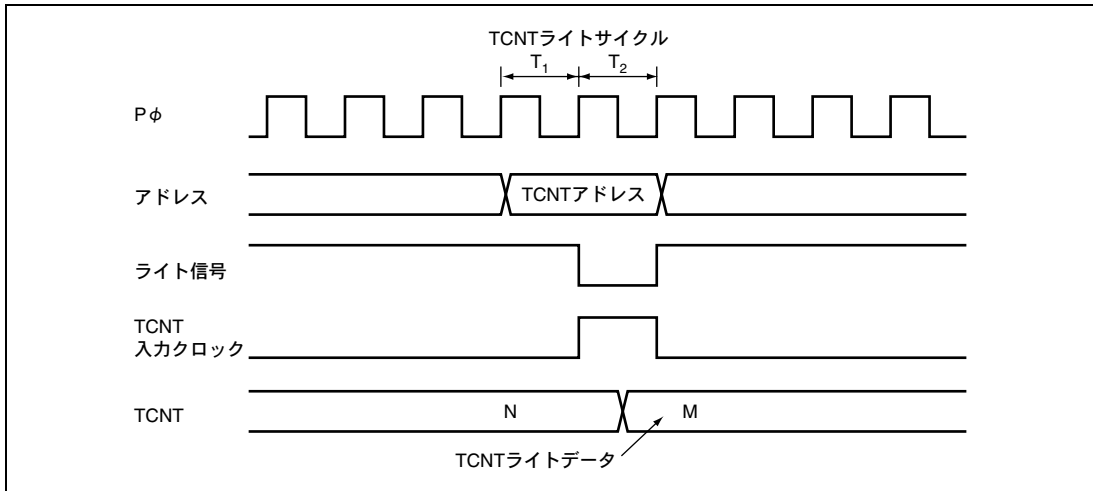 TCNTライトサイクル
T1 T2
Pφ
アドレス TCNTアドレス
ライト信号
TCNT
入力クロック
TCNT N M
TCNTライトデータ